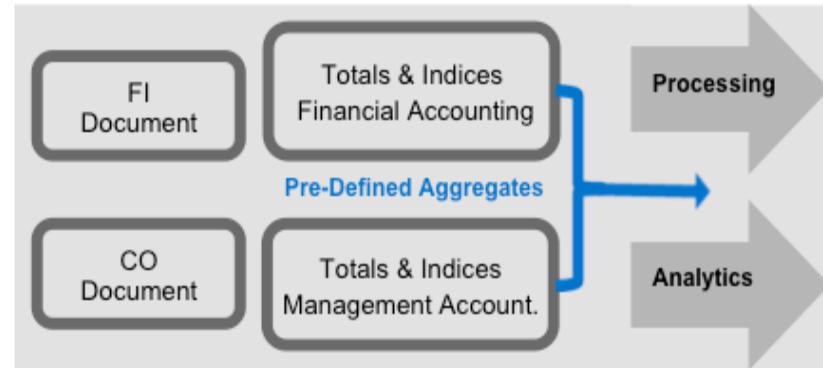 FI
Document
Totals & Indices
Financial Accounting
Processing
Pre-Defined Aggregates
CO
Document
Totals & Indices
Management Account.
Analytics